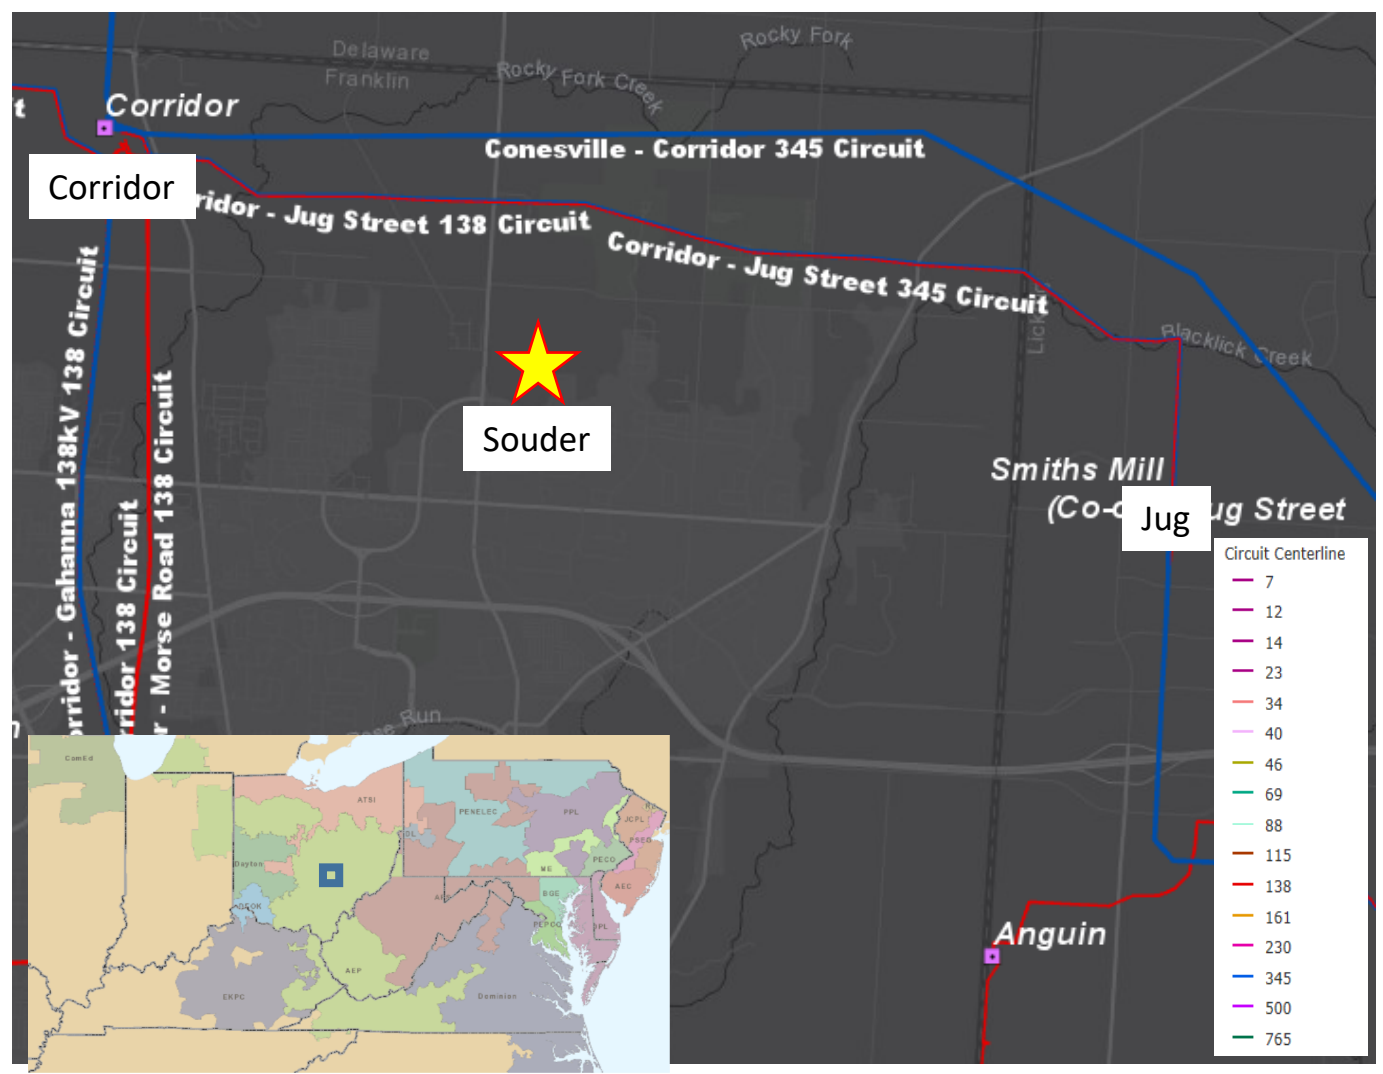 Delaware
Franklin
Rocky Fork Creek
Rocky Fork
t
Corridor
Corridor
Conesville - Corridor 345 Circuit
ridor - Jug Street 138 Circuit
Corridor - Jug Street 345 Circuit
Lick
Blacklick Creek
Souder
Smiths Mill
(Co-o
Jug
ug Street
orridor - Gahanna 138kV 138 Circuit
rridor 138 Circuit
r - Morse Road 138 Circuit
n
Rose Run
Anguin
Circuit Centerline
7
12
14
23
34
40
46
69
88
115
138
161
230
345
500
765
ComEd
ATSI
PENELEC
PPL
JCPL
PSEG
Dayton
ME
PECO
AEC
DEOK
BGE
PEPCO
DPL
AEP
EKPC
Dominion